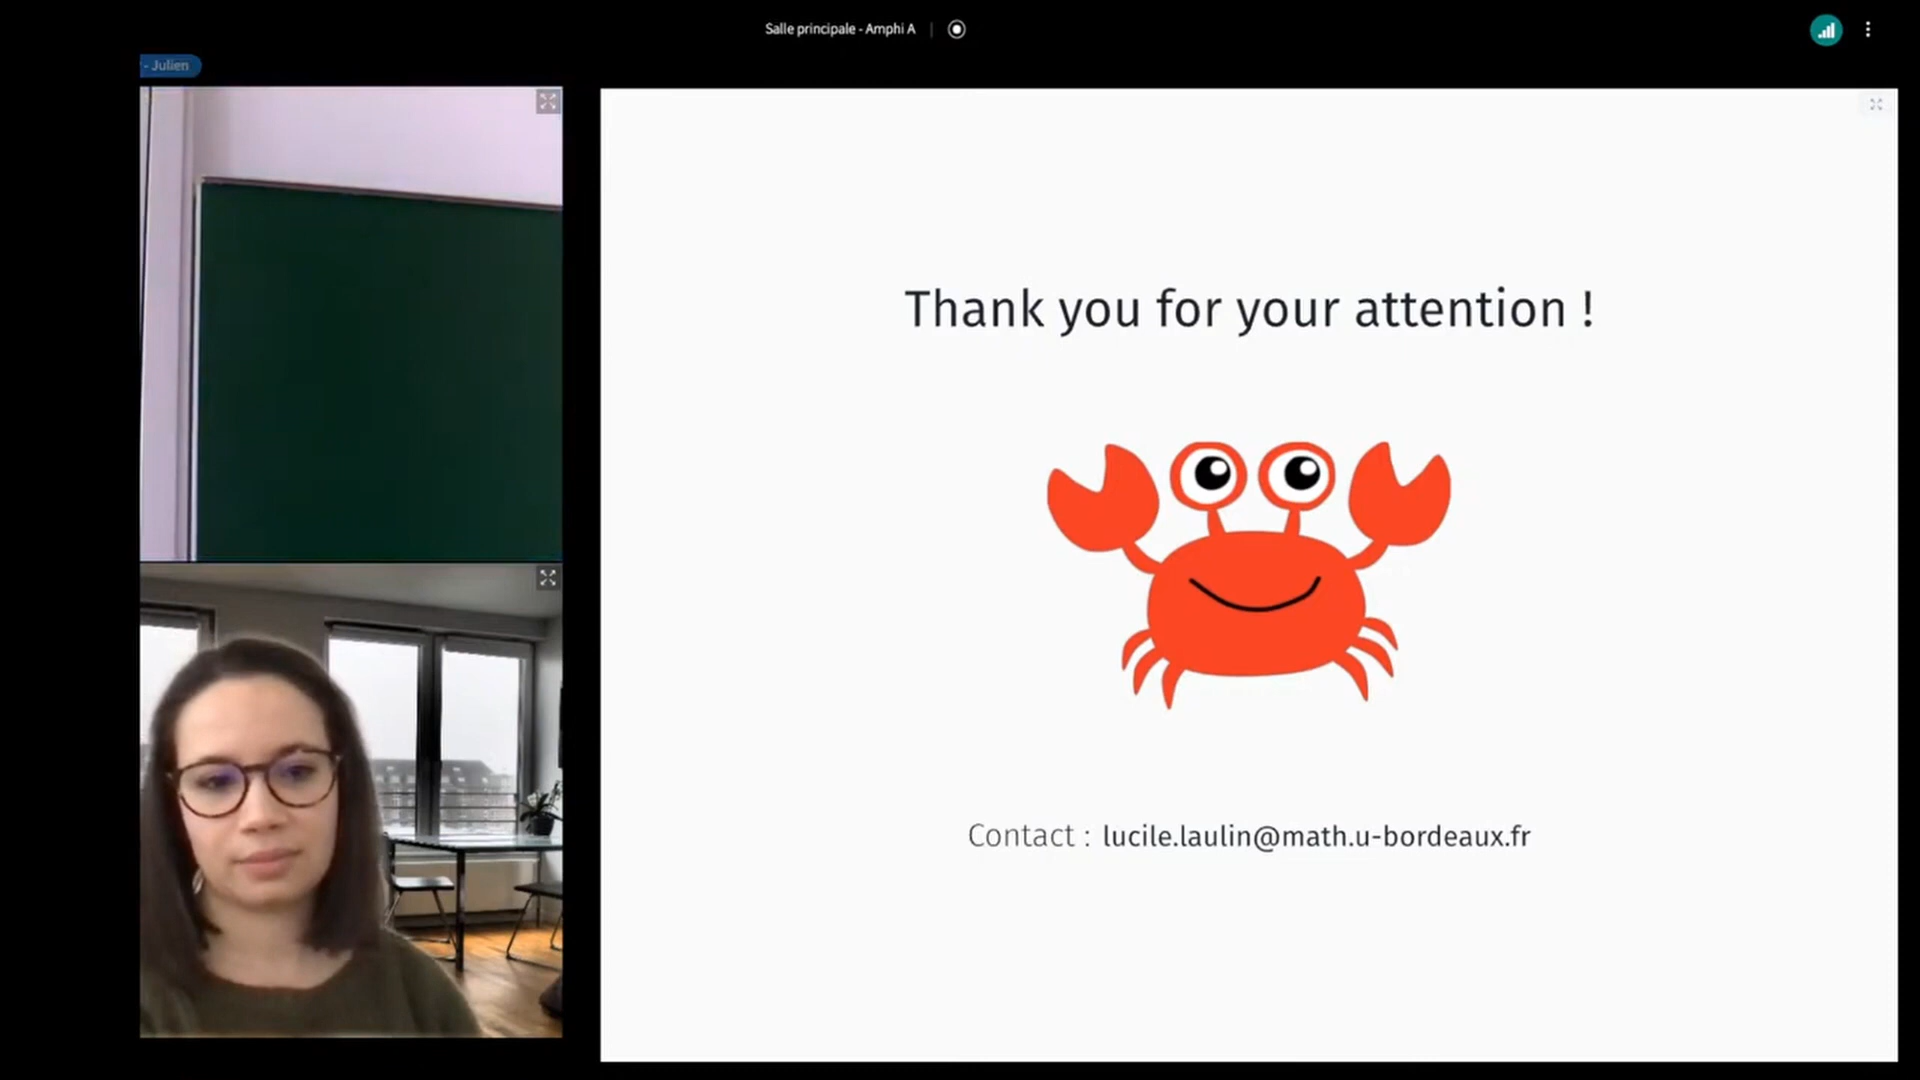 Salle principale - Amphi A
- Julien
Thank you for your attention !
Contact : lucile.laulin@math.u-bordeaux.fr